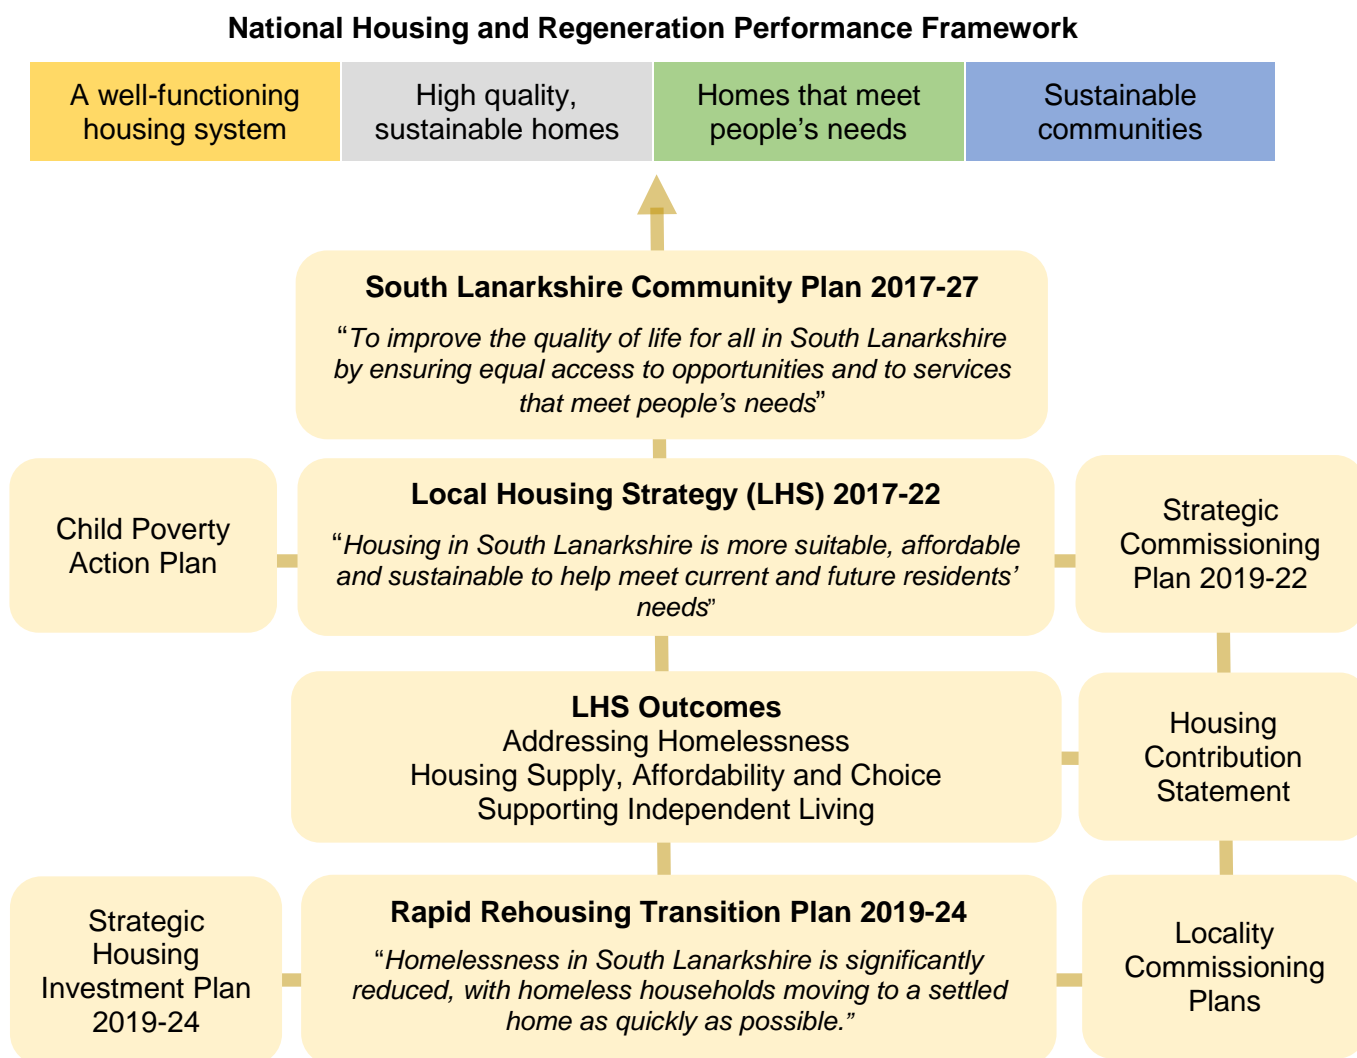 National Housing and Regeneration Performance Framework
A well-functioning
housing system
High quality,
sustainable homes
Homes that meet
people’s needs
Sustainable
communities
South Lanarkshire Community Plan 2017-27
“To improve the quality of life for all in South Lanarkshire
by ensuring equal access to opportunities and to services
that meet people’s needs”
Child Poverty
Action Plan
Local Housing Strategy (LHS) 2017-22
“Housing in South Lanarkshire is more suitable, affordable
and sustainable to help meet current and future residents’
needs”
Strategic
Commissioning
Plan 2019-22
LHS Outcomes
Addressing Homelessness
Housing Supply, Affordability and Choice
Supporting Independent Living
Housing
Contribution
Statement
Strategic
Housing
Investment Plan
2019-24
Rapid Rehousing Transition Plan 2019-24
“Homelessness in South Lanarkshire is significantly
reduced, with homeless households moving to a settled
home as quickly as possible.”
Locality
Commissioning
Plans